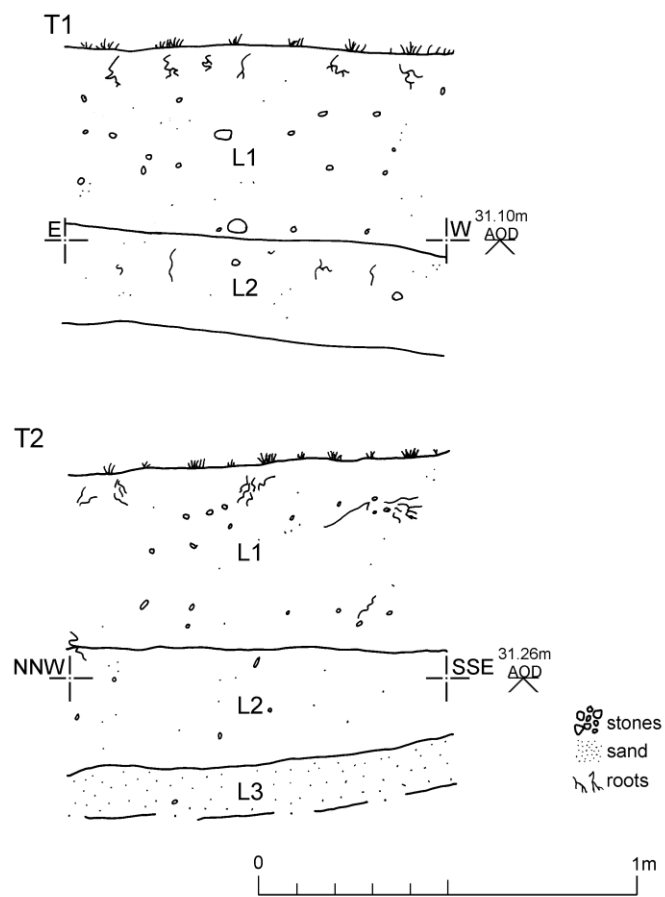 T1
L1
E
W
31.10m
AOD
L2
T2
L1
NNW
SSE
31.26m
AOD
L2
L3
stones
sand
roots
0
1m